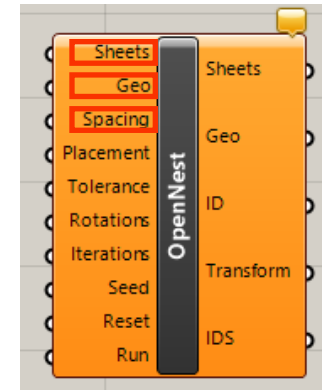 Sheets
Geo
Spacing
Placement
Tolerance
Rotations
Iterations
Seed
Reset
Run
OpenNest
Sheets
Geo
ID
Transform
IDS